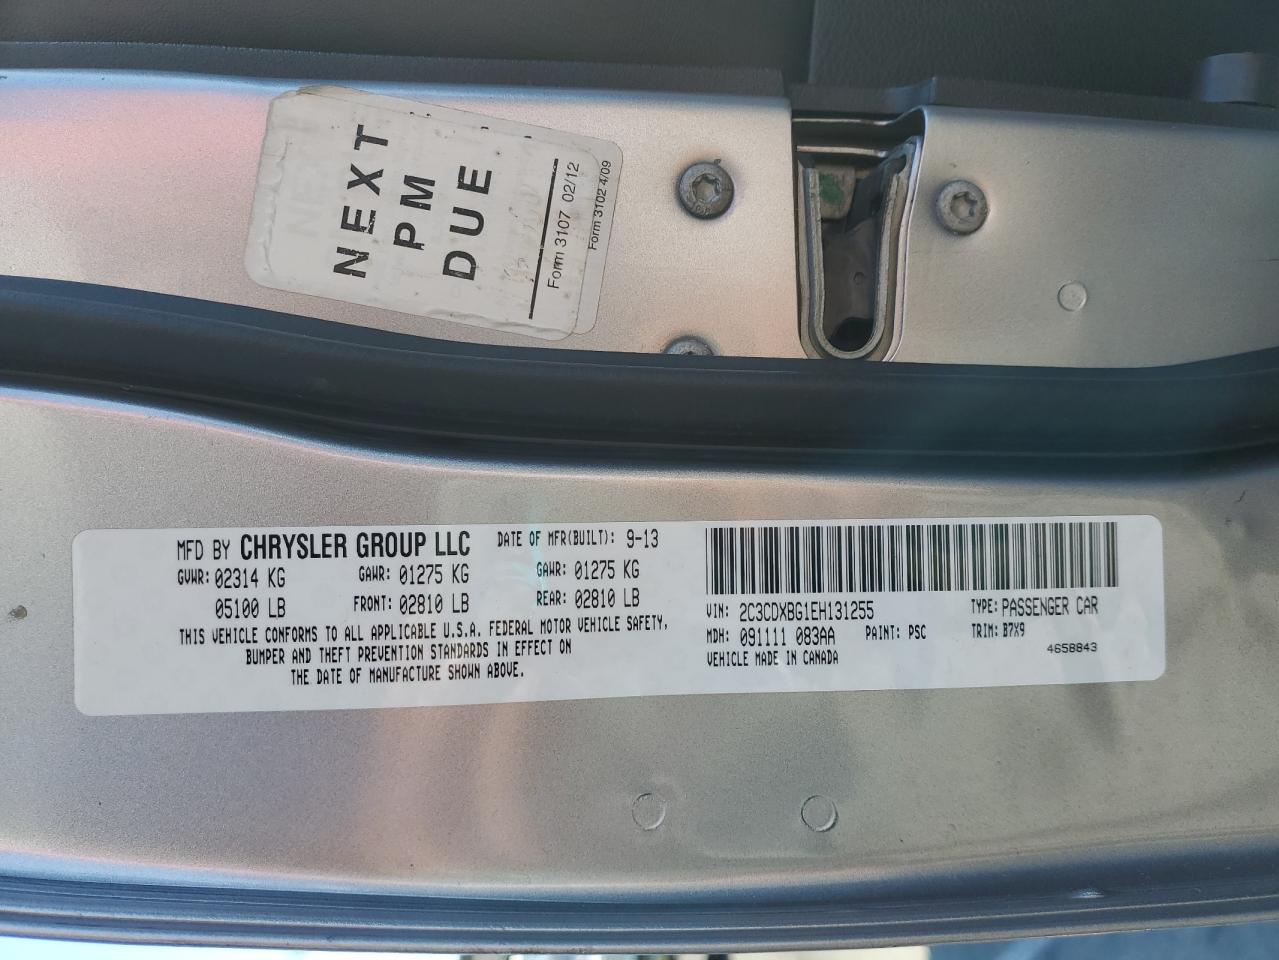 NEXT
PM
DUE
Form 3107 02/12
Form 3102 4/09
MFD BY CHRYSLER GROUP LLC DATE OF MFR(BUILT): 9-13
GVWR: 02314 KG GAWR: 01275 KG GAWR: 01275 KG
05100 LB FRONT: 02810 LB REAR: 02810 LB
THIS VEHICLE CONFORMS TO ALL APPLICABLE U.S.A. FEDERAL MOTOR VEHICLE SAFETY,
BUMPER AND THEFT PREVENTION STANDARDS IN EFFECT ON
THE DATE OF MANUFACTURE SHOWN ABOVE.
VIN: 2C3CDXBG1EH131255 TYPE: PASSENGER CAR
MDH: 091111 083AA PAINT: PSC TRIM: B7X9
VEHICLE MADE IN CANADA 4658843